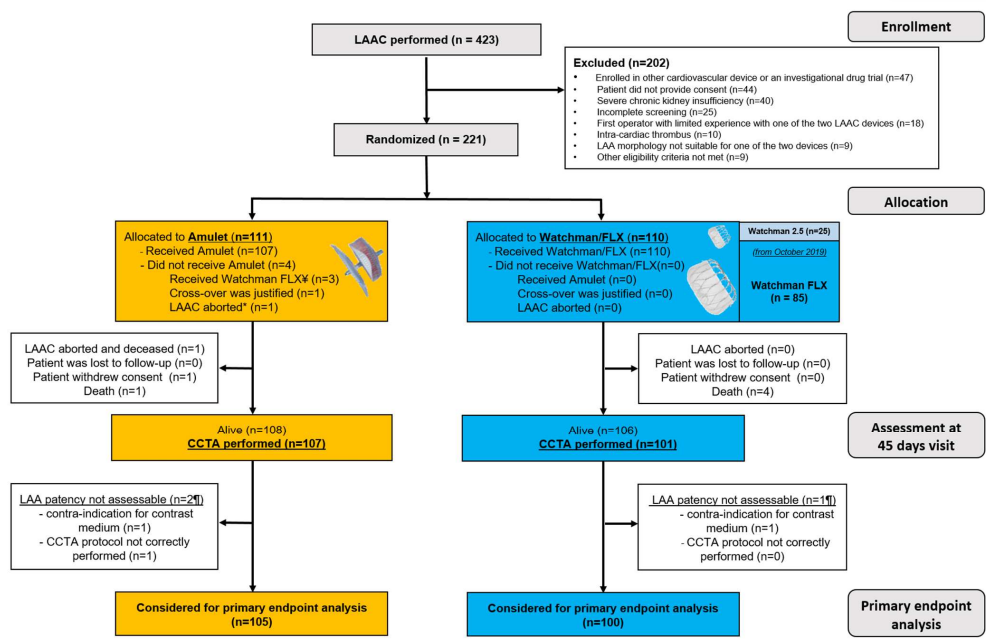 Enrollment
LAAC performed (n = 423)
Excluded (n=202)
• Enrolled in other cardiovascular device or an investigational drug trial (n=47)
• Patient did not provide consent (n=44)
• Severe chronic kidney insufficiency (n=40)
• Incomplete screening (n=25)
• First operator with limited experience with one of the two LAAC devices (n=18)
• Intra-cardiac thrombus (n=10)
• LAA morphology not suitable for one of the two devices (n=9)
• Other eligibility criteria not met (n=9)
Randomized (n = 221)
Allocation
Allocated to Amulet (n=111)
- Received Amulet (n=107)
- Did not receive Amulet (n=4)
Received Watchman FLX¥ (n=3)
Cross-over was justified (n=1)
LAAC aborted* (n=1)
Allocated to Watchman/FLX (n=110)
- Received Watchman/FLX (n=110)
- Did not receive Watchman/FLX(n=0)
Received Amulet (n=0)
Cross-over was justified (n=0)
LAAC aborted (n=0)
Watchman 2.5 (n=25)
(from October 2019)
Watchman FLX
(n = 85)
LAAC aborted and deceased (n=1)
Patient was lost to follow-up (n=0)
Patient withdrew consent (n=1)
Death (n=1)
LAAC aborted (n=0)
Patient was lost to follow-up (n=0)
Patient withdrew consent (n=0)
Death (n=4)
Alive (n=108)
CCTA performed (n=107)
Alive (n=106)
CCTA performed (n=101)
Assessment at
45 days visit
LAA patency not assessable (n=2¶)
- contra-indication for contrast
medium (n=1)
- CCTA protocol not correctly
performed (n=1)
LAA patency not assessable (n=1¶)
- contra-indication for contrast
medium (n=1)
- CCTA protocol not correctly
performed (n=0)
Considered for primary endpoint analysis
(n=105)
Considered for primary endpoint analysis
(n=100)
Primary endpoint
analysis